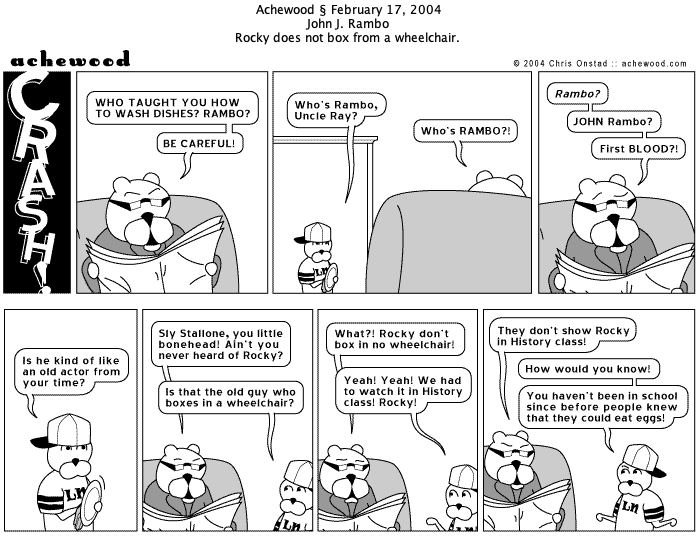 Achewood § February 17, 2004
John J. Rambo
Rocky does not box from a wheelchair.
achewood
© 2004 Chris Onstad :: achewood.com
CRASH!
WHO TAUGHT YOU HOW
TO WASH DISHES? RAMBO?
BE CAREFUL!
Who's Rambo,
Uncle Ray?
Who's RAMBO?!
Rambo?
JOHN Rambo?
First BLOOD?!
Is he kind of like
an old actor from
your time?
Sly Stallone, you little
bonehead! Ain't you
never heard of Rocky?
Is that the old guy who
boxes in a wheelchair?
What?! Rocky don't
box in no wheelchair!
Yeah! Yeah! We had
to watch it in History
class! Rocky!
They don't show Rocky
in History class!
How would you know!
You haven't been in school
since before people knew
that they could eat eggs!
LN
LN
LN
LN
LN